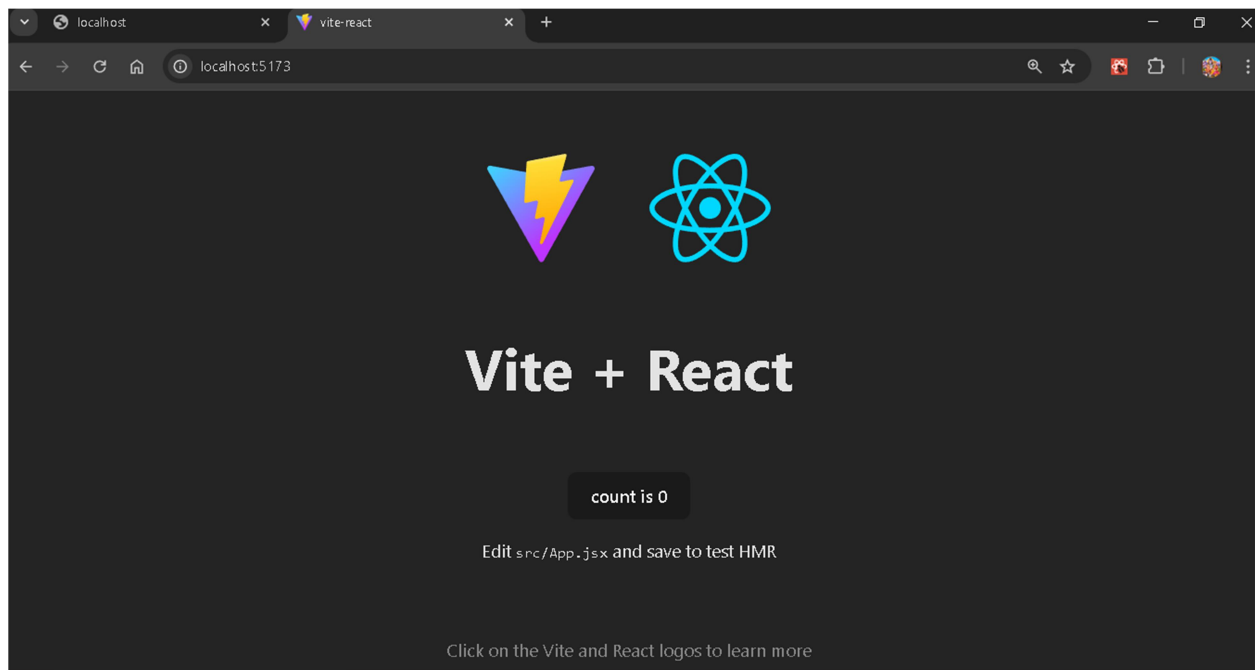 localhost
vite-react
localhost:5173
Vite + React
count is 0
Edit src/App.jsx and save to test HMR
Click on the Vite and React logos to learn more